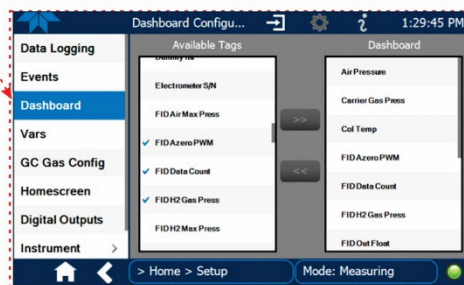 Dashboard Configu...
1:29:45 PM
Data Logging
Events
Dashboard
Vars
GC Gas Config
Homescreen
Digital Outputs
Instrument >
Available Tags
Electrometer S/N
FID Air Max Press
FID Azero PWM
FID Data Count
FID H2 Gas Press
FID H2 Max Press
>>
<<
Dashboard
Air Pressure
Carrier Gas Press
Col Temp
FID Azero PWM
FID Data Count
FID H2 Gas Press
FID Out Float
> Home > Setup
Mode: Measuring